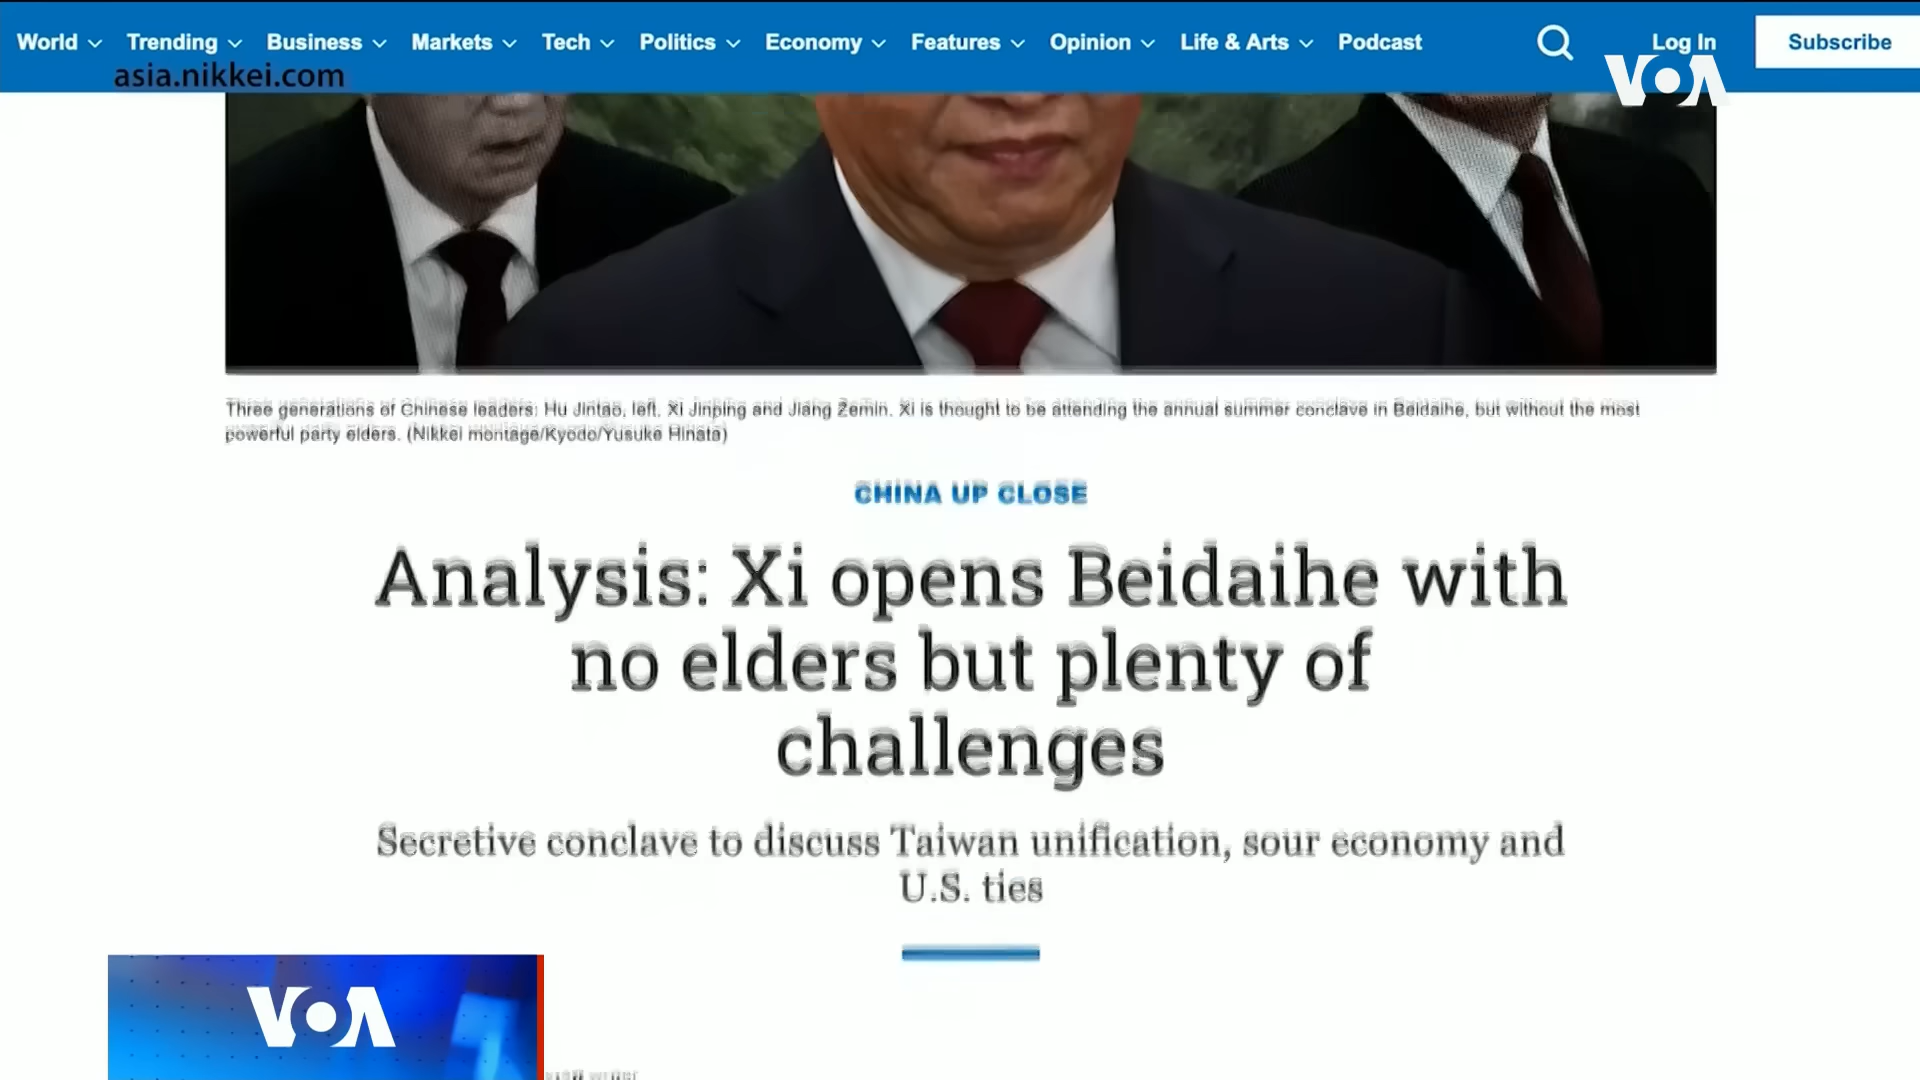 World Trending Business Markets Tech Politics Economy Features Opinion Life & Arts Podcast Log In Subscribe
asia.nikkei.com
VOA
Three generations of Chinese leaders: Hu Jintao, left, Xi Jinping and Jiang Zemin. Xi is thought to be attending the annual summer conclave in Beidaihe, but without the most
powerful party elders. (Nikkei montage/Kyodo/Yusuke Hinata)
CHINA UP CLOSE
Analysis: Xi opens Beidaihe with
no elders but plenty of
challenges
Secretive conclave to discuss Taiwan unification, sour economy and
U.S. ties
VOA